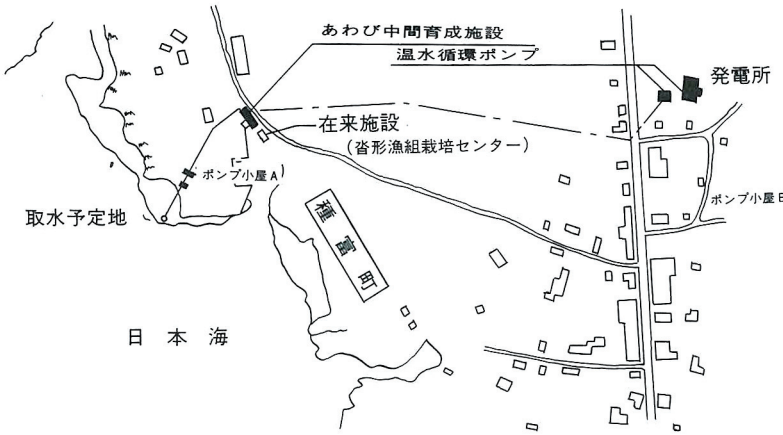 あわび中間育成施設
温水循環ポンプ
発電所
在来施設
(沓形漁組栽培センター)
ポンプ小屋A)
ポンプ小屋B
取水予定地
種富町
日本海